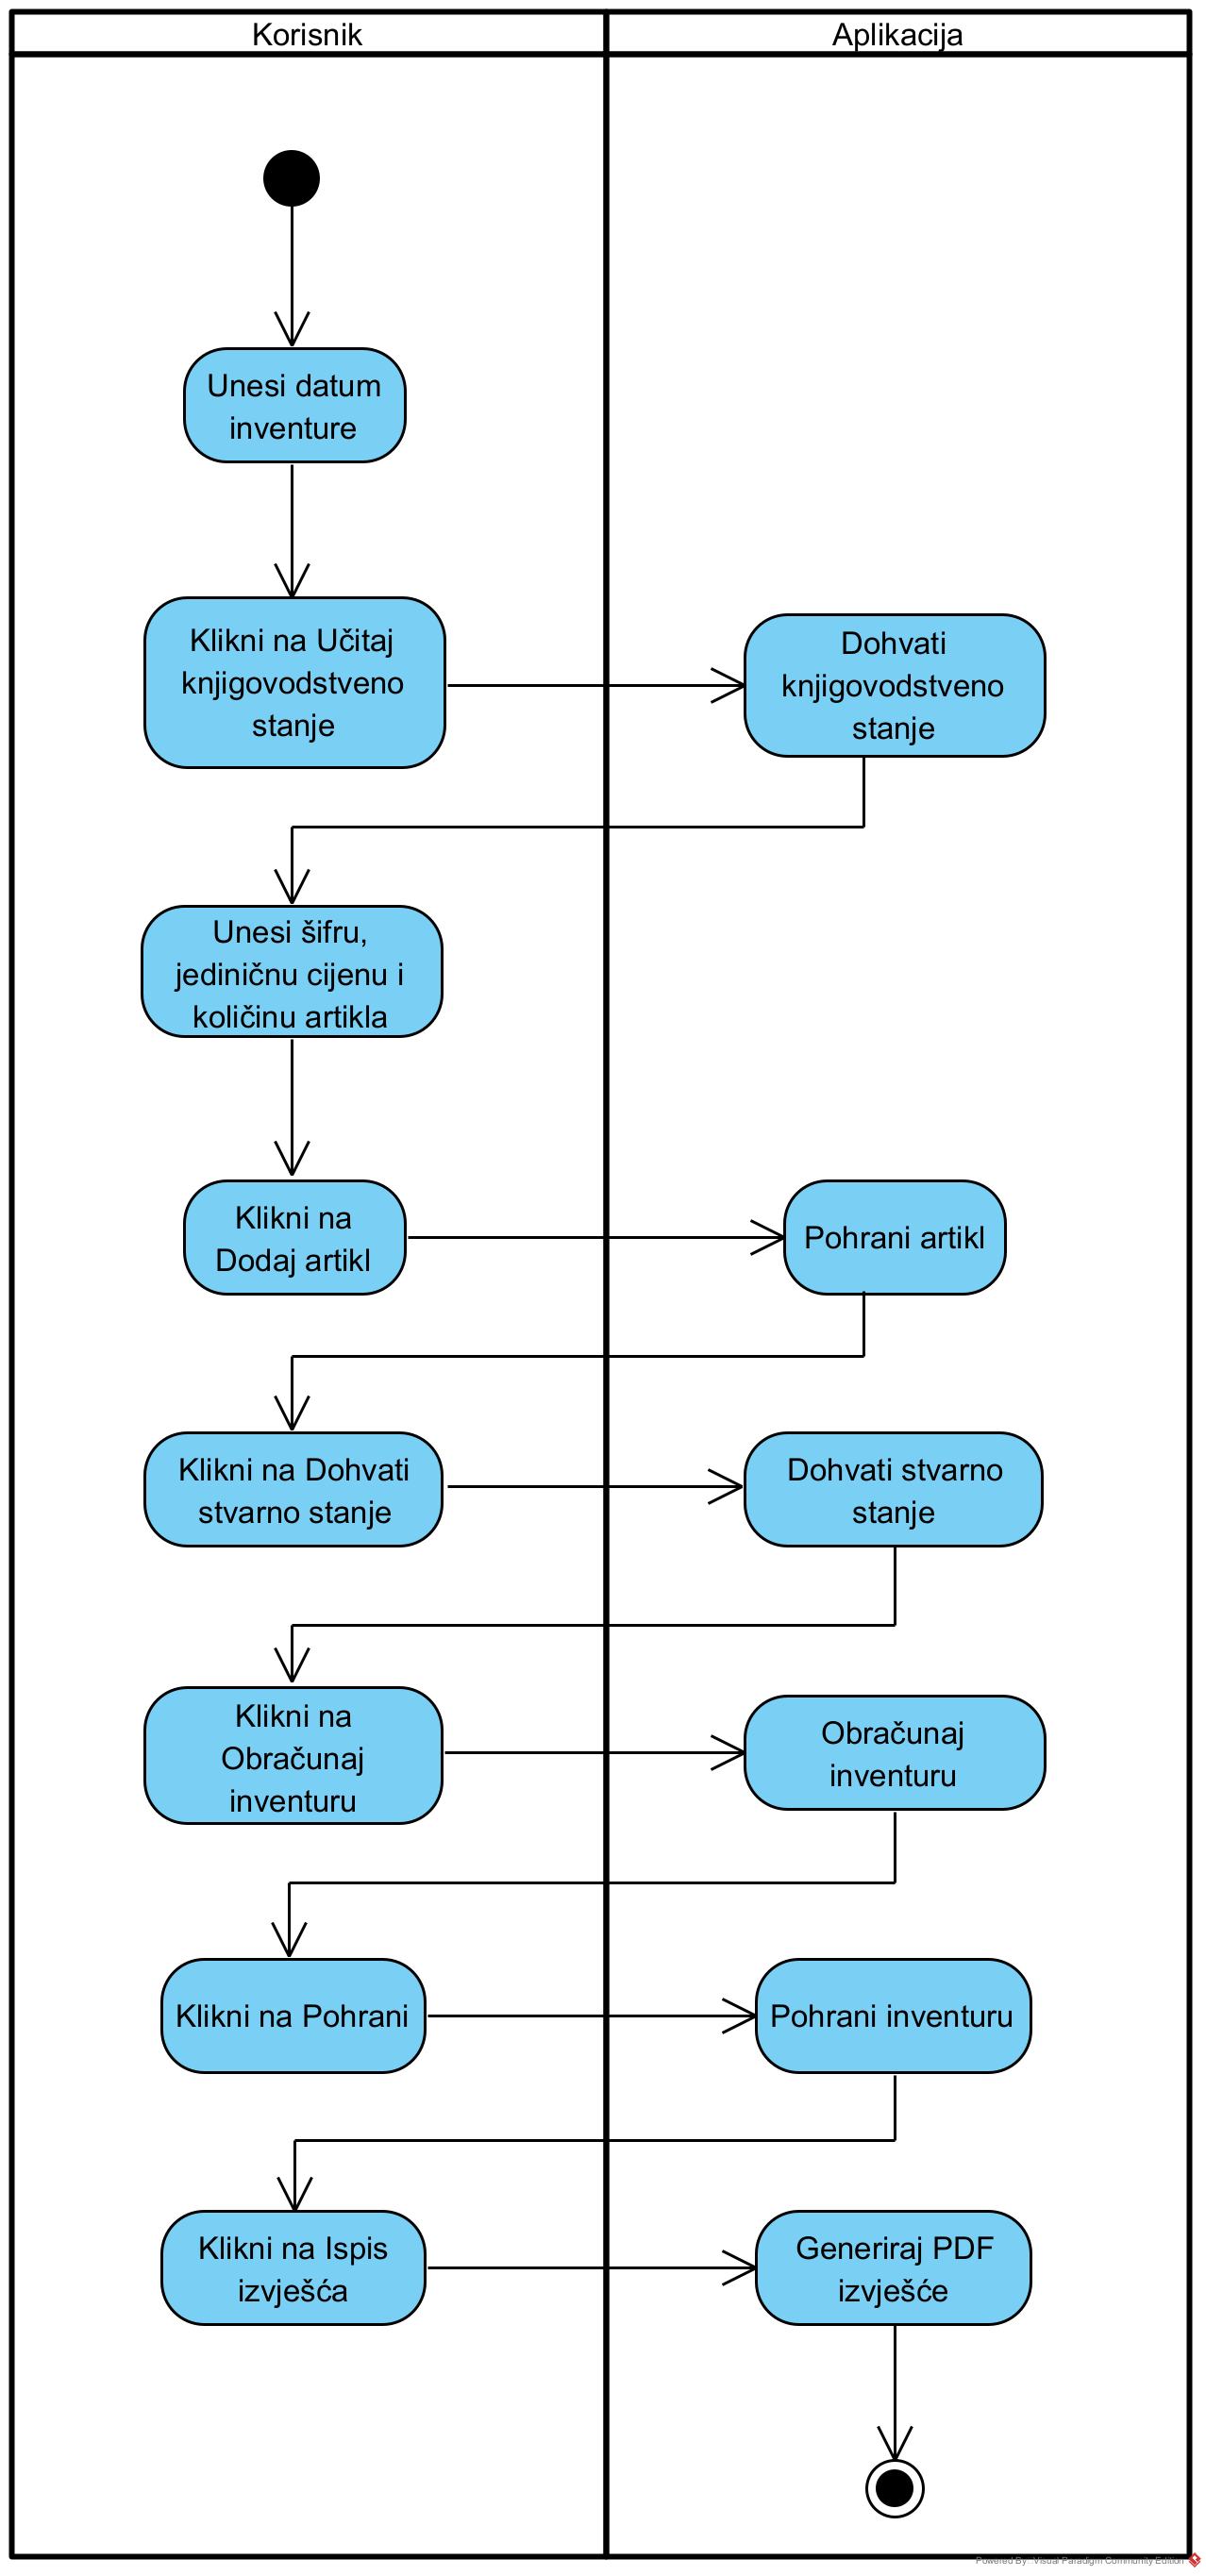 Korisnik
Aplikacija
Unesi datum
inventure
Klikni na Učitaj
knjigovodstveno
stanje
Dohvati
knjigovodstveno
stanje
Unesi šifru,
jediničnu cijenu i
količinu artikla
Klikni na
Dodaj artikl
Pohrani artikl
Klikni na Dohvati
stvarno stanje
Dohvati stvarno
stanje
Klikni na
Obračunaj
inventuru
Obračunaj
inventuru
Klikni na Pohrani
Pohrani inventuru
Klikni na Ispis
izvješća
Generiraj PDF
izvješće
Powered By: Visual Paradigm Community Edition